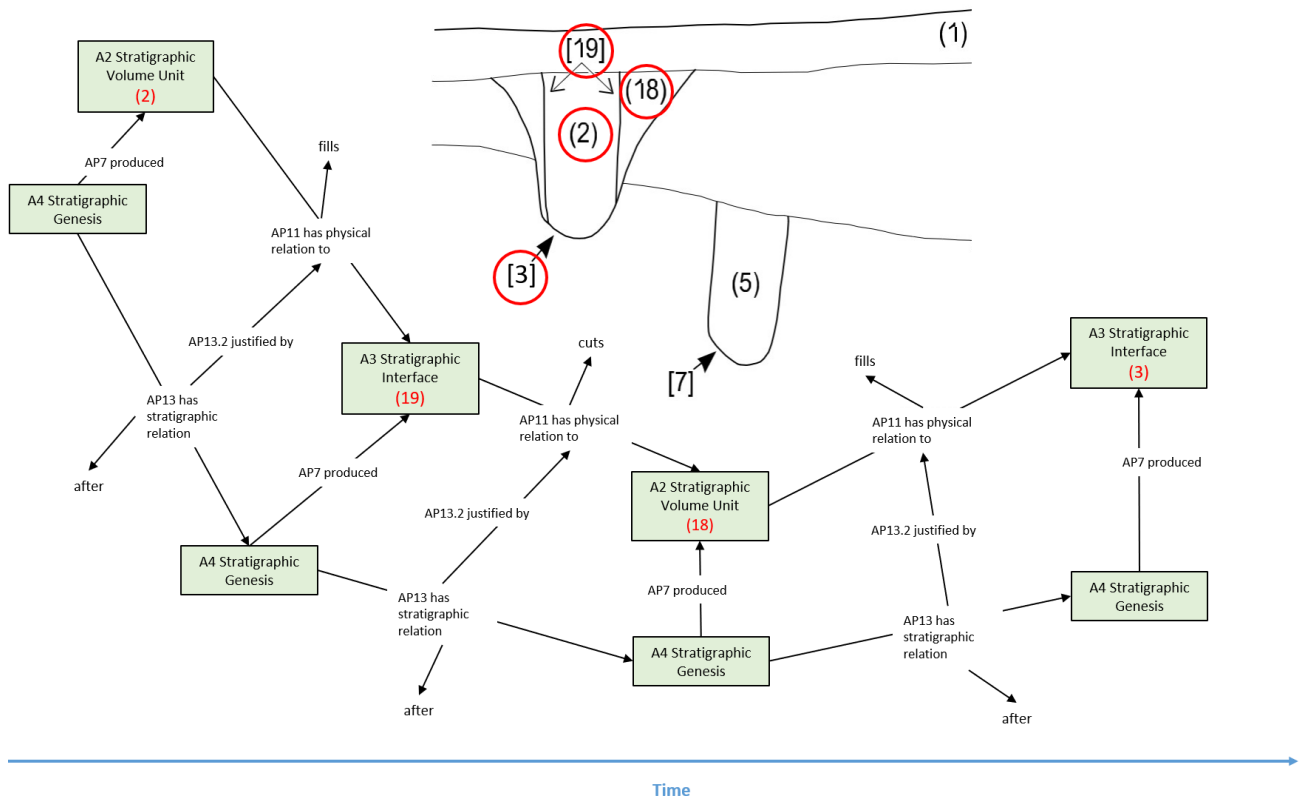 A2 Stratigraphic
Volume Unit
(2)
AP7 produced
A4 Stratigraphic
Genesis
fills
AP11 has physical
relation to
AP13.2 justified by
AP13 has
stratigraphic
relation
after
A3 Stratigraphic
Interface
(19)
AP7 produced
A4 Stratigraphic
Genesis
cuts
AP11 has physical
relation to
AP13.2 justified by
AP13 has
stratigraphic
relation
after
A2 Stratigraphic
Volume Unit
(18)
AP7 produced
A4 Stratigraphic
Genesis
fills
AP11 has physical
relation to
AP13.2 justified by
AP13 has
stratigraphic
relation
after
A3 Stratigraphic
Interface
(3)
AP7 produced
A4 Stratigraphic
Genesis
[19]
(1)
(18)
(2)
[3]
(5)
[7]
Time